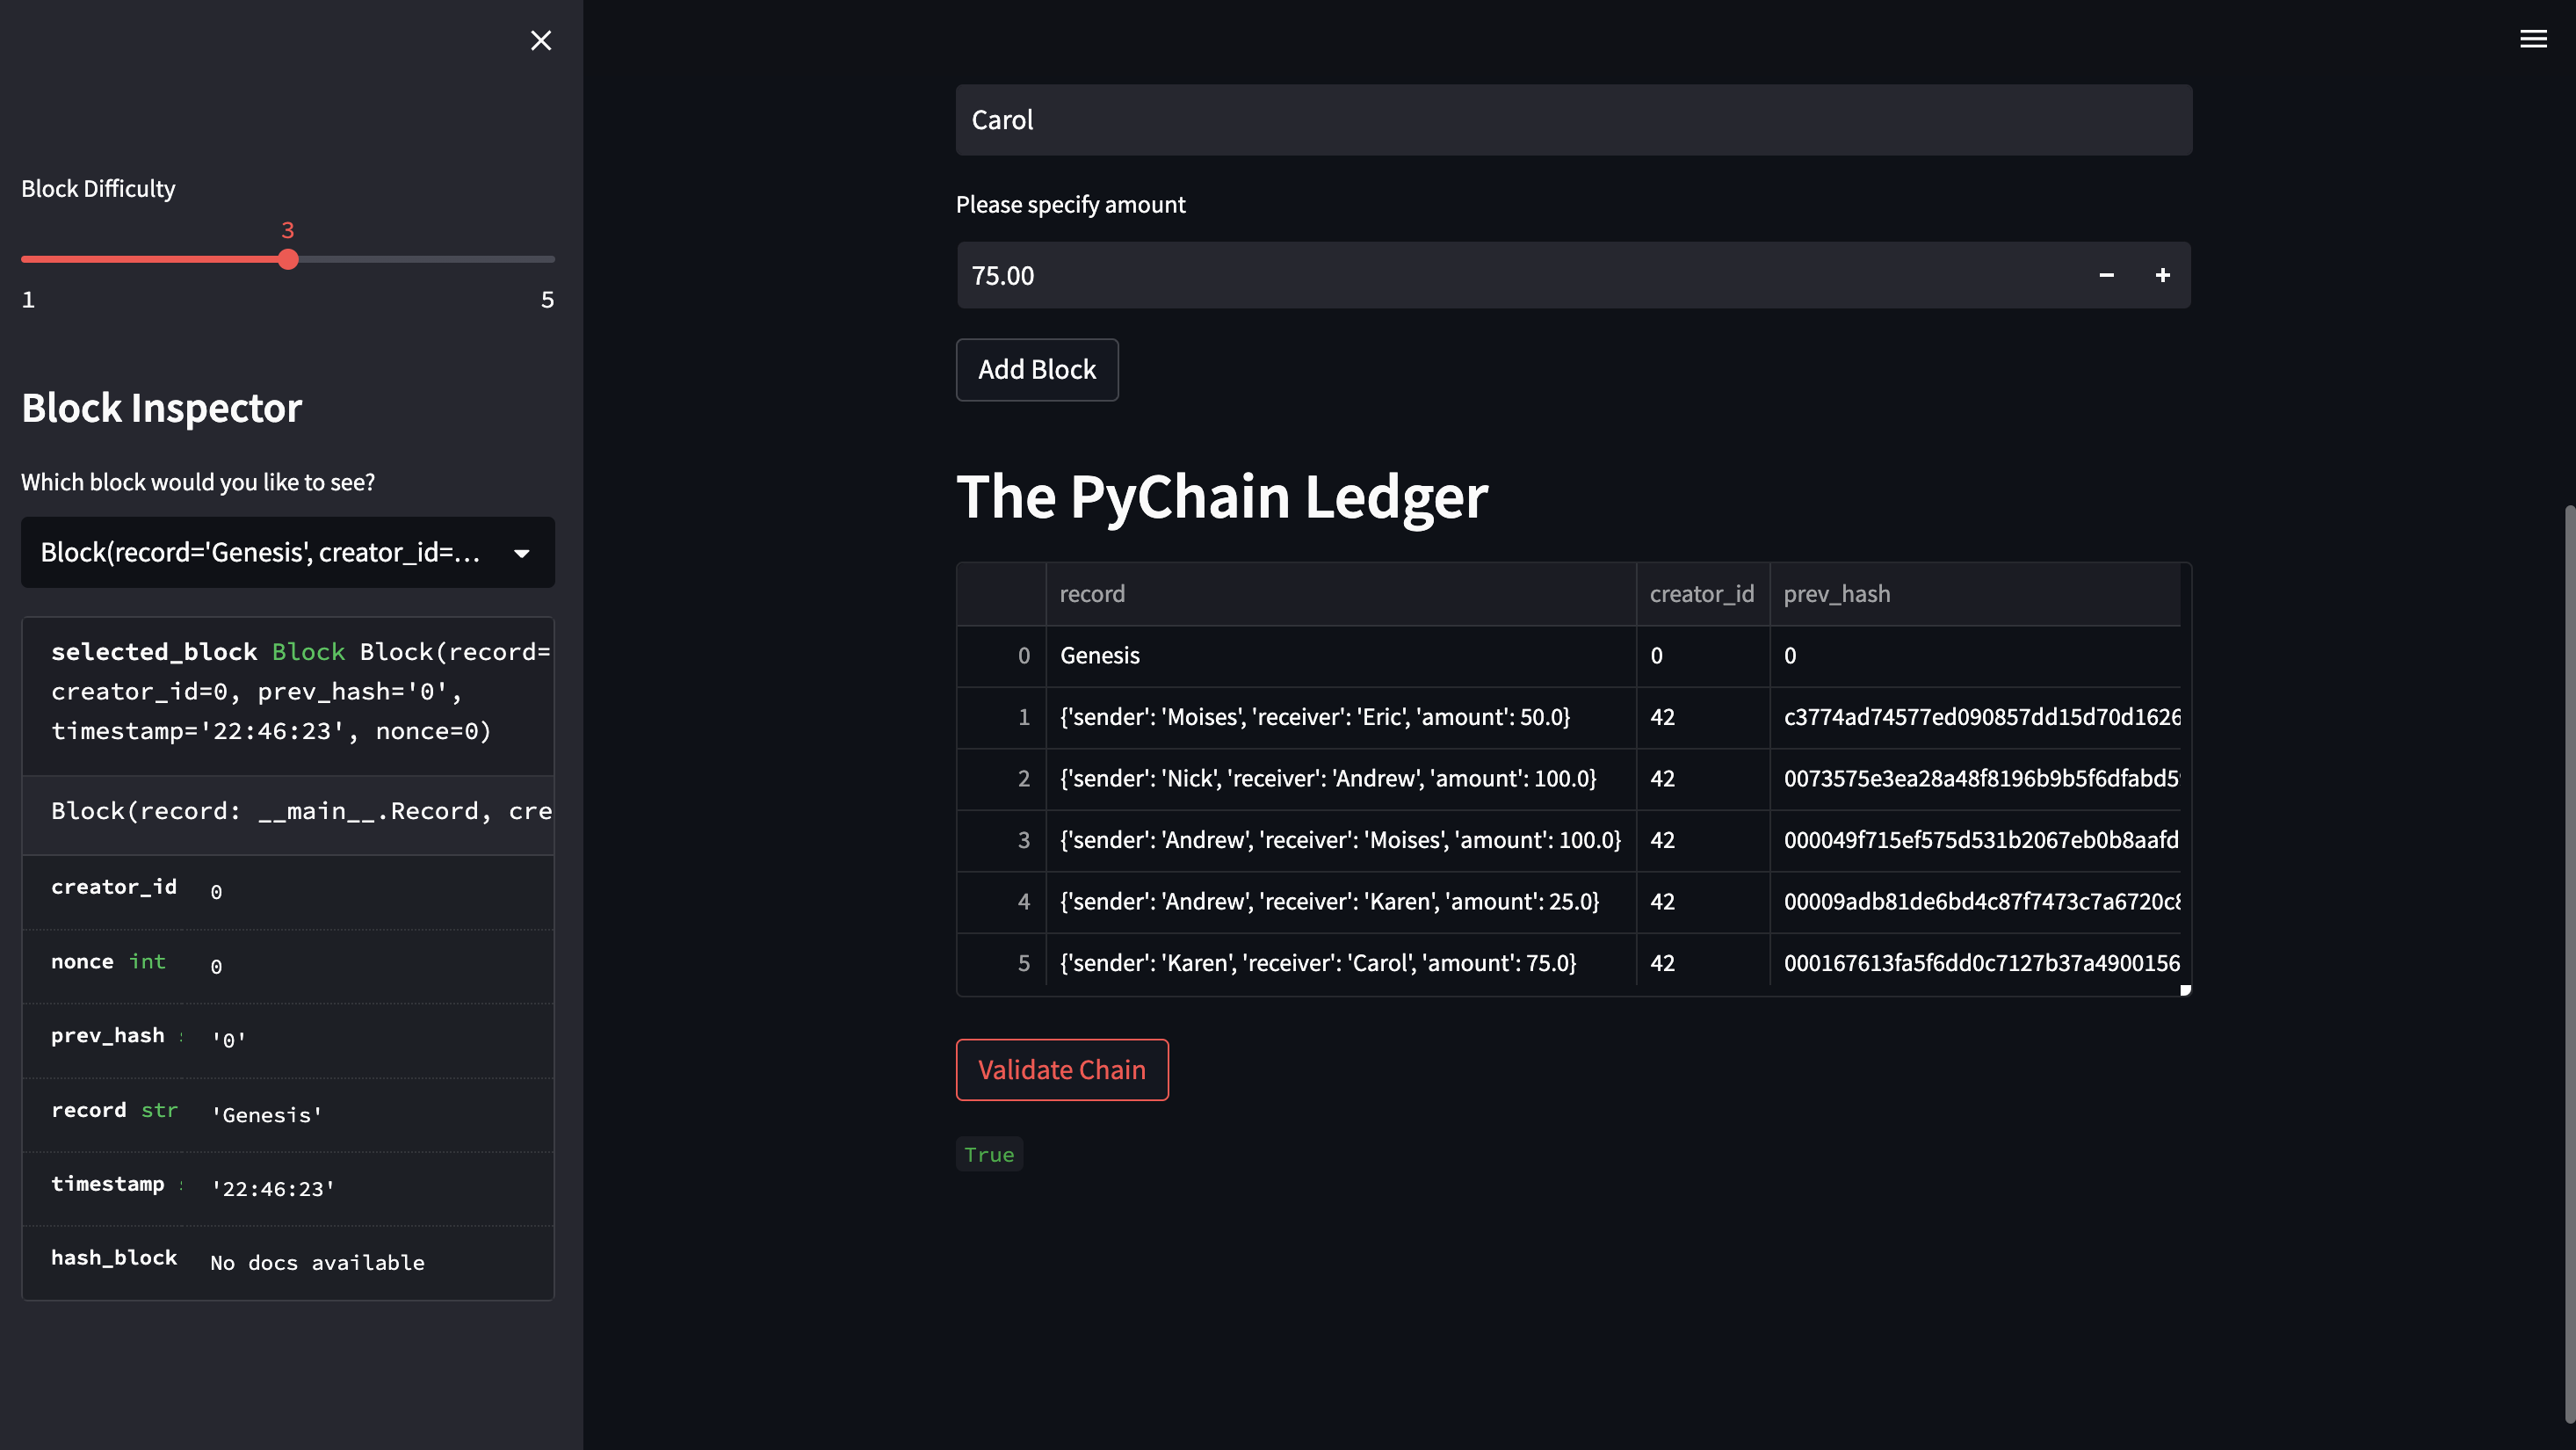 Block Difficulty
3
1 5
Block Inspector
Which block would you like to see?
Block(record='Genesis', creator_id=...
selected_block Block Block(record=
creator_id=0, prev_hash='0',
timestamp='22:46:23', nonce=0)
Block(record: __main__.Record, cre
creator_id 0
nonce int 0
prev_hash '0'
record str 'Genesis'
timestamp '22:46:23'
hash_block No docs available
Carol
Please specify amount
75.00
Add Block
The PyChain Ledger
record creator_id prev_hash
0 Genesis 0 0
1 {'sender': 'Moises', 'receiver': 'Eric', 'amount': 50.0} 42 c3774ad74577ed090857dd15d70d1626
2 {'sender': 'Nick', 'receiver': 'Andrew', 'amount': 100.0} 42 0073575e3ea28a48f8196b9b5f6dfabd5
3 {'sender': 'Andrew', 'receiver': 'Moises', 'amount': 100.0} 42 000049f715ef575d531b2067eb0b8aafd
4 {'sender': 'Andrew', 'receiver': 'Karen', 'amount': 25.0} 42 00009adb81de6bd4c87f7473c7a6720c8
5 {'sender': 'Karen', 'receiver': 'Carol', 'amount': 75.0} 42 000167613fa5f6dd0c7127b37a4900156
Validate Chain
True